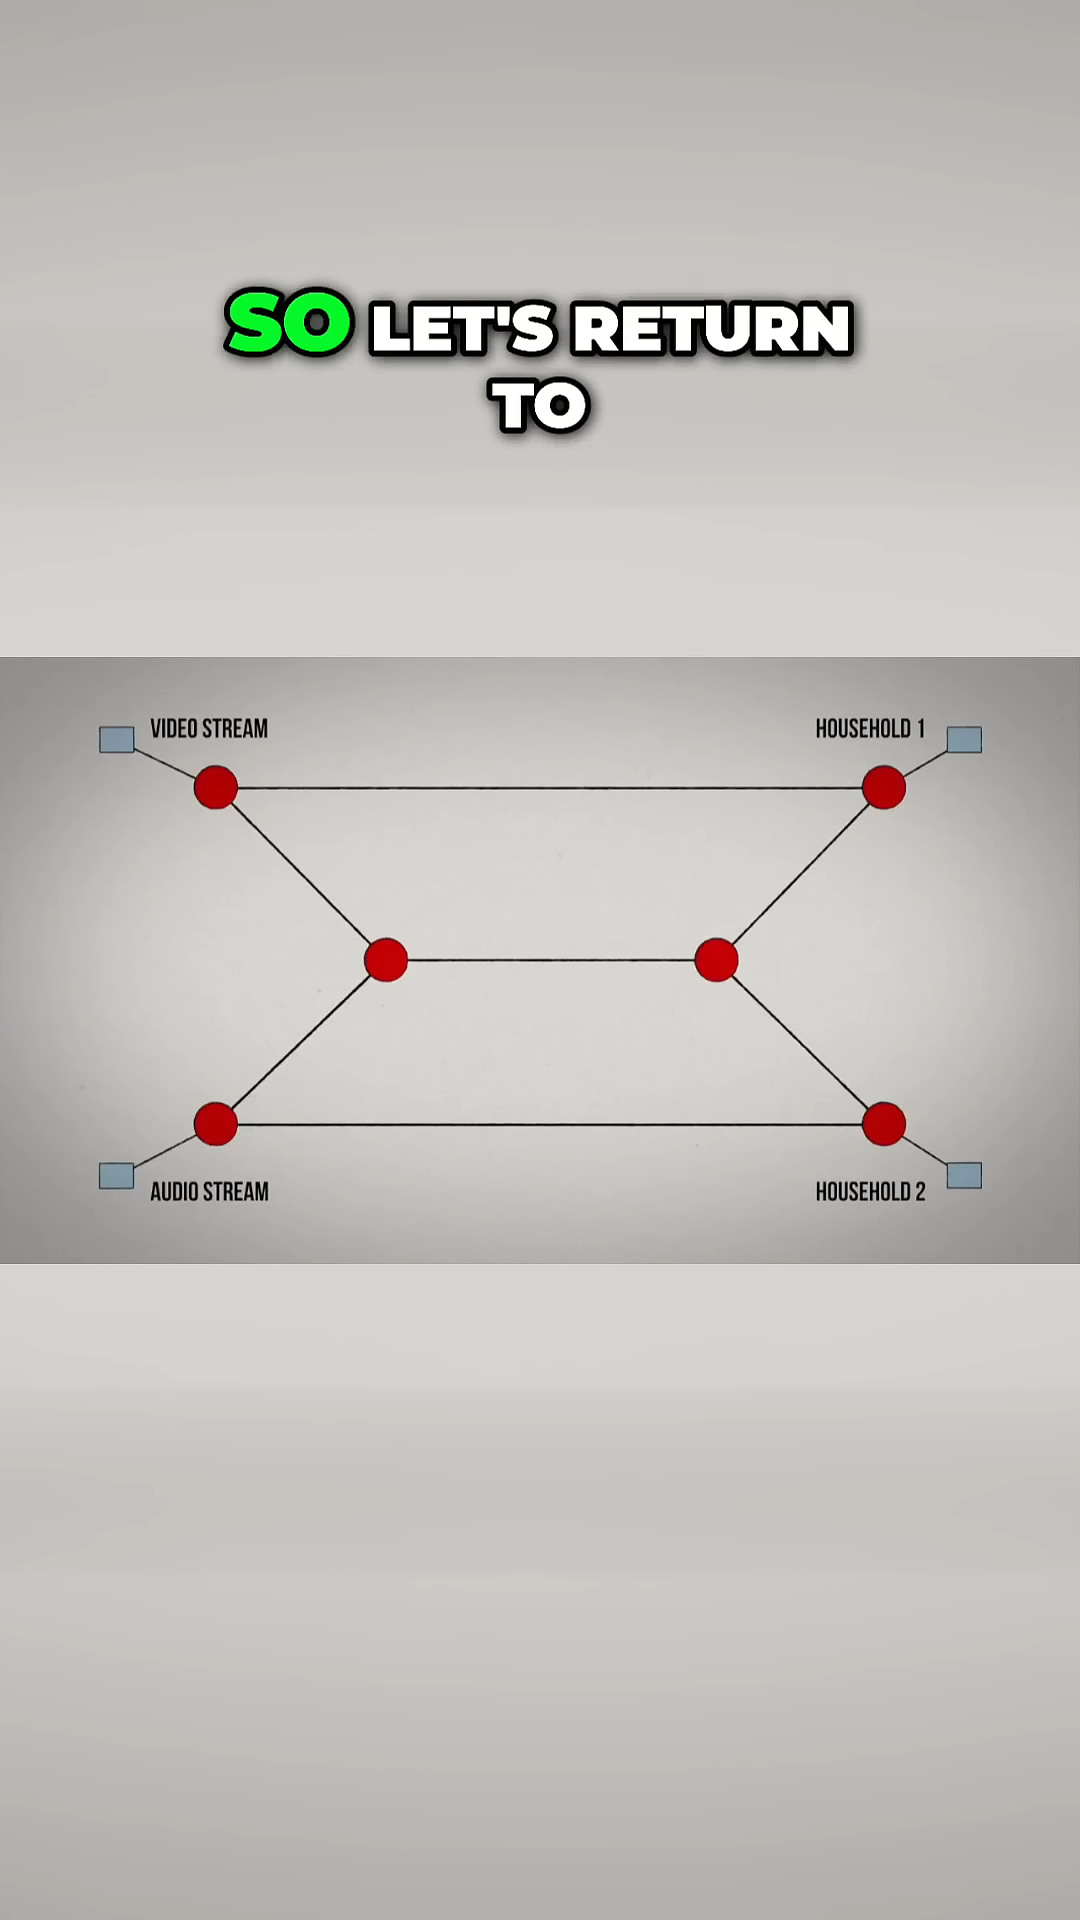 SO LET'S RETURN
TO
VIDEO STREAM
HOUSEHOLD 1
AUDIO STREAM
HOUSEHOLD 2